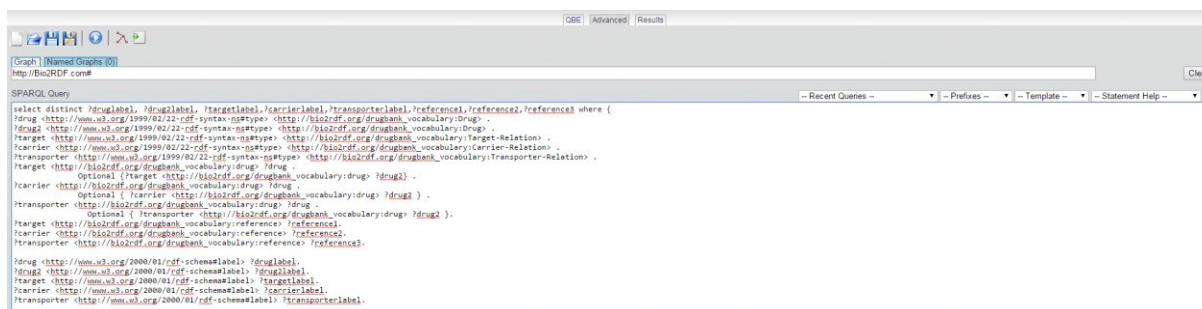 QBE Advanced Results
Graph Named Graphs (0)
http://Bio2RDF.com#
Cle
SPARQL Query
-- Recent Queries -- -- Prefixes -- -- Template -- -- Statement Help --
select distinct ?druglabel, ?drug2label, ?targetlabel,?carrierlabel,?transporterlabel,?reference1,?reference2,?reference3 where {
?drug <http://www.w3.org/1999/02/22-rdf-syntax-ns#type> <http://bio2rdf.org/drugbank_vocabulary:Drug> .
?drug2 <http://www.w3.org/1999/02/22-rdf-syntax-ns#type> <http://bio2rdf.org/drugbank_vocabulary:Drug> .
?target <http://www.w3.org/1999/02/22-rdf-syntax-ns#type> <http://bio2rdf.org/drugbank_vocabulary:Target-Relation> .
?carrier <http://www.w3.org/1999/02/22-rdf-syntax-ns#type> <http://bio2rdf.org/drugbank_vocabulary:Carrier-Relation> .
?transporter <http://www.w3.org/1999/02/22-rdf-syntax-ns#type> <http://bio2rdf.org/drugbank_vocabulary:Transporter-Relation> .
?target <http://bio2rdf.org/drugbank_vocabulary:drug> ?drug .
Optional {?target <http://bio2rdf.org/drugbank_vocabulary:drug> ?drug2} .
?carrier <http://bio2rdf.org/drugbank_vocabulary:drug> ?drug .
Optional { ?carrier <http://bio2rdf.org/drugbank_vocabulary:drug> ?drug2 } .
?transporter <http://bio2rdf.org/drugbank_vocabulary:drug> ?drug .
Optional { ?transporter <http://bio2rdf.org/drugbank_vocabulary:drug> ?drug2 }.
?target <http://bio2rdf.org/drugbank_vocabulary:reference> ?reference1.
?carrier <http://bio2rdf.org/drugbank_vocabulary:reference> ?reference2.
?transporter <http://bio2rdf.org/drugbank_vocabulary:reference> ?reference3.
?drug <http://www.w3.org/2000/01/rdf-schema#label> ?druglabel.
?drug2 <http://www.w3.org/2000/01/rdf-schema#label> ?drug2label.
?target <http://www.w3.org/2000/01/rdf-schema#label> ?targetlabel.
?carrier <http://www.w3.org/2000/01/rdf-schema#label> ?carrierlabel.
?transporter <http://www.w3.org/2000/01/rdf-schema#label> ?transporterlabel.